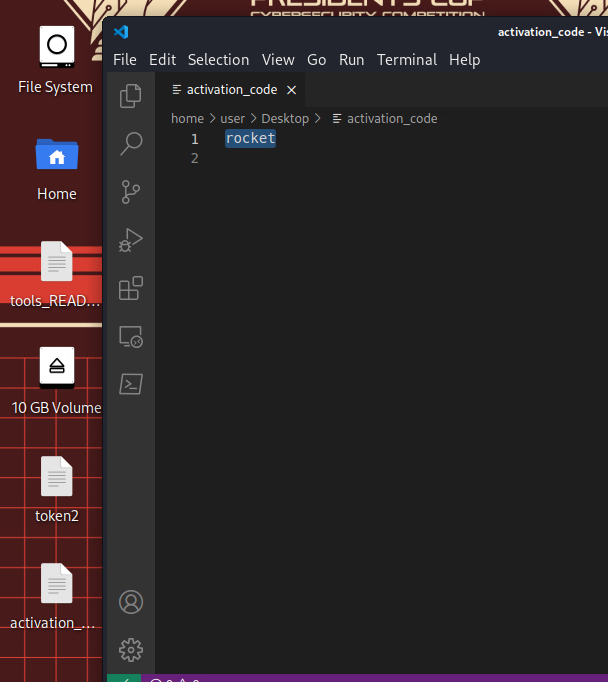 PRESIDENTS CUP
CYBERSECURITY COMPETITION
activation_code - Vis
File Edit Selection View Go Run Terminal Help
activation_code
home > user > Desktop > activation_code
1 rocket
2
File System
Home
tools_READ...
10 GB Volume
token2
activation_...